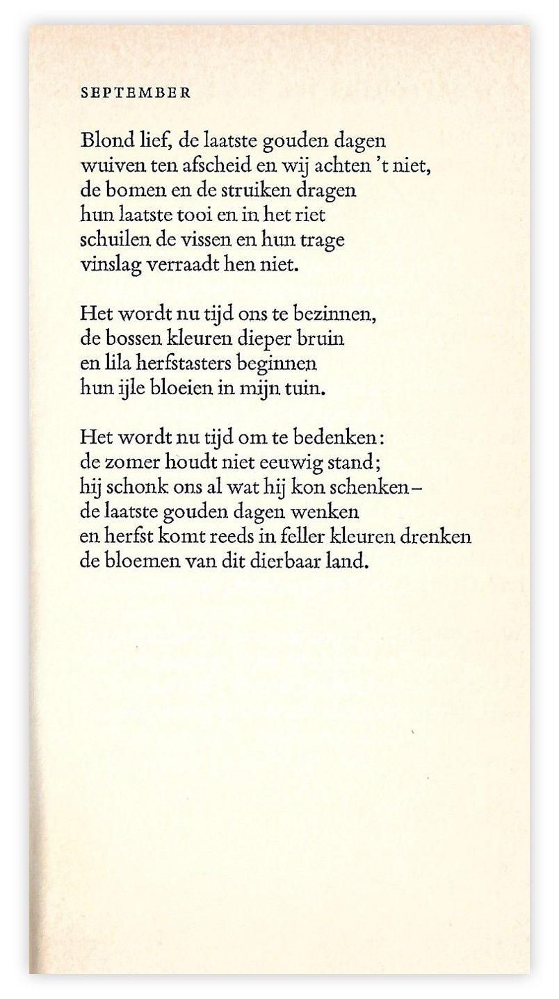 SEPTEMBER
Blond lief, de laatste gouden dagen
wuiven ten afscheid en wij achten ’t niet,
de bomen en de struiken dragen
hun laatste tooi en in het riet
schuilen de vissen en hun trage
vinslag verraadt hen niet.
Het wordt nu tijd ons te bezinnen,
de bossen kleuren dieper bruin
en lila herfstasters beginnen
hun ijle bloeien in mijn tuin.
Het wordt nu tijd om te bedenken:
de zomer houdt niet eeuwig stand;
hij schonk ons al wat hij kon schenken–
de laatste gouden dagen wenken
en herfst komt reeds in feller kleuren drenken
de bloemen van dit dierbaar land.